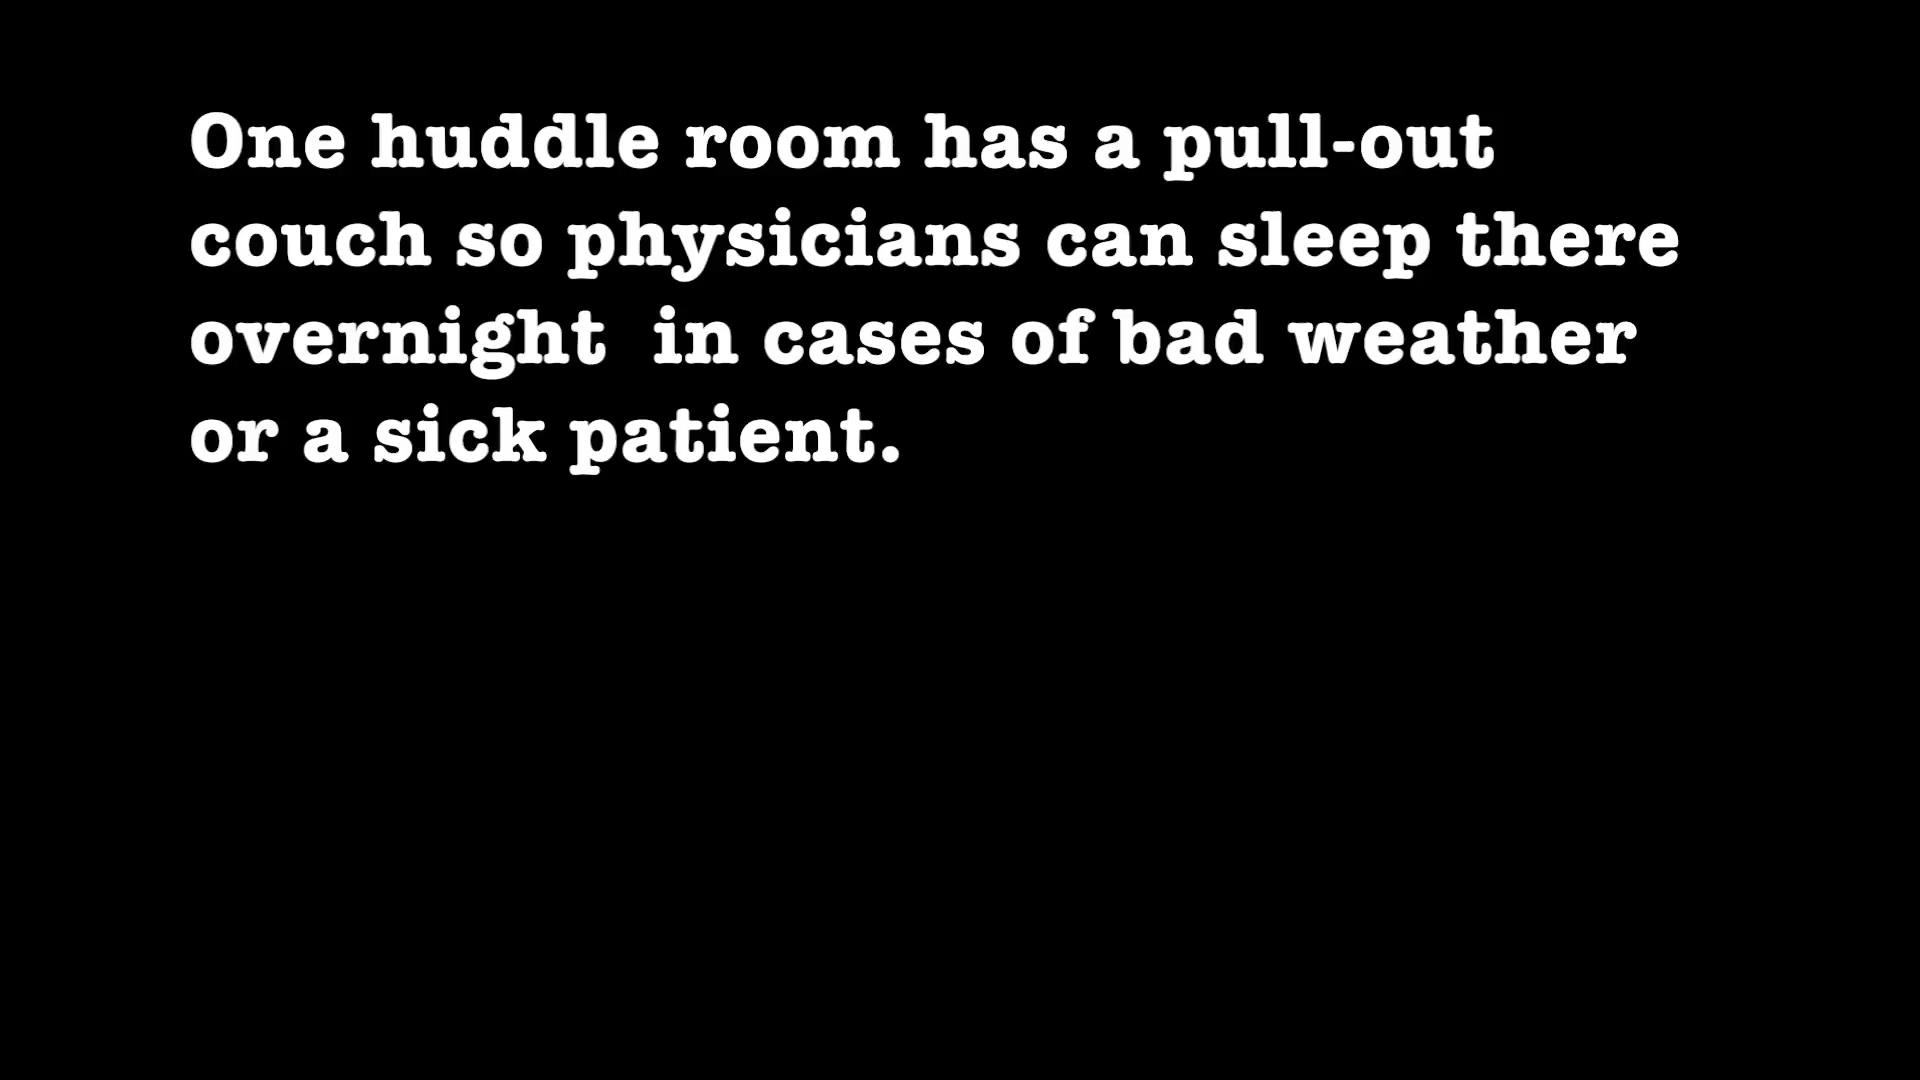 One huddle room has a pull-out
couch so physicians can sleep there
overnight  in cases of bad weather
or a sick patient.